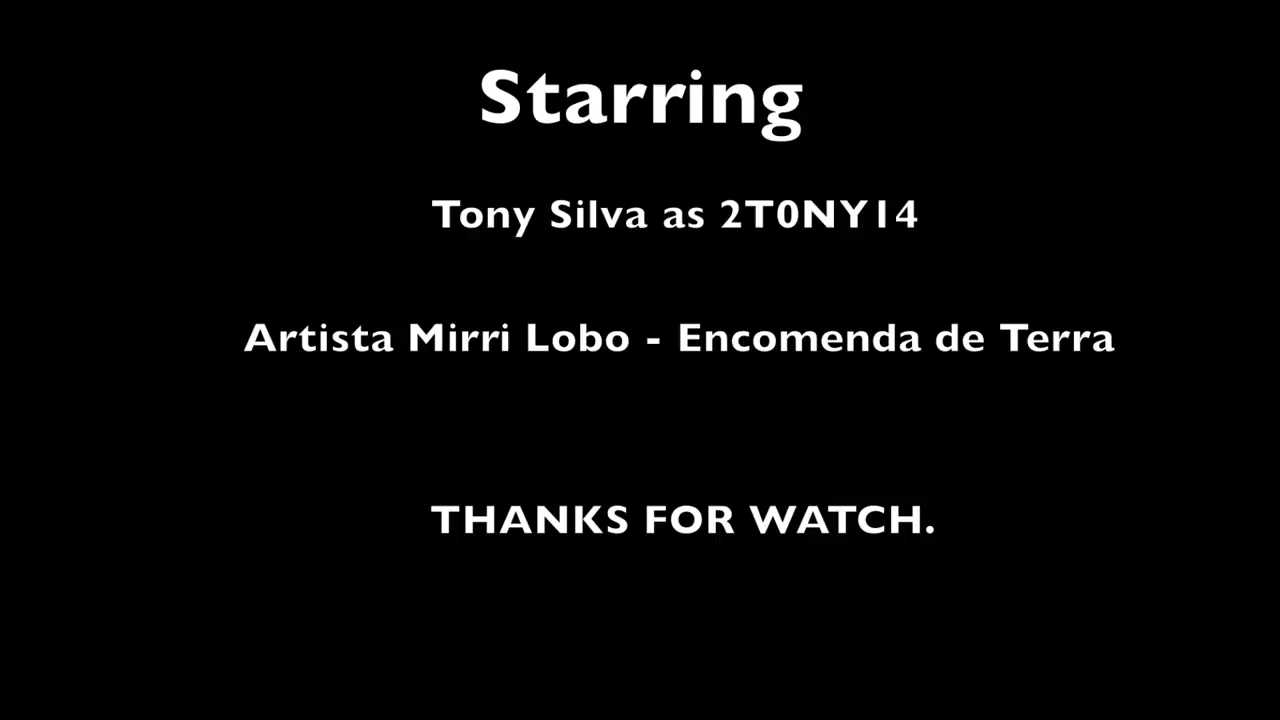 Starring
Tony Silva as 2T0NY14
Artista Mirri Lobo - Encomenda de Terra
THANKS FOR WATCH.